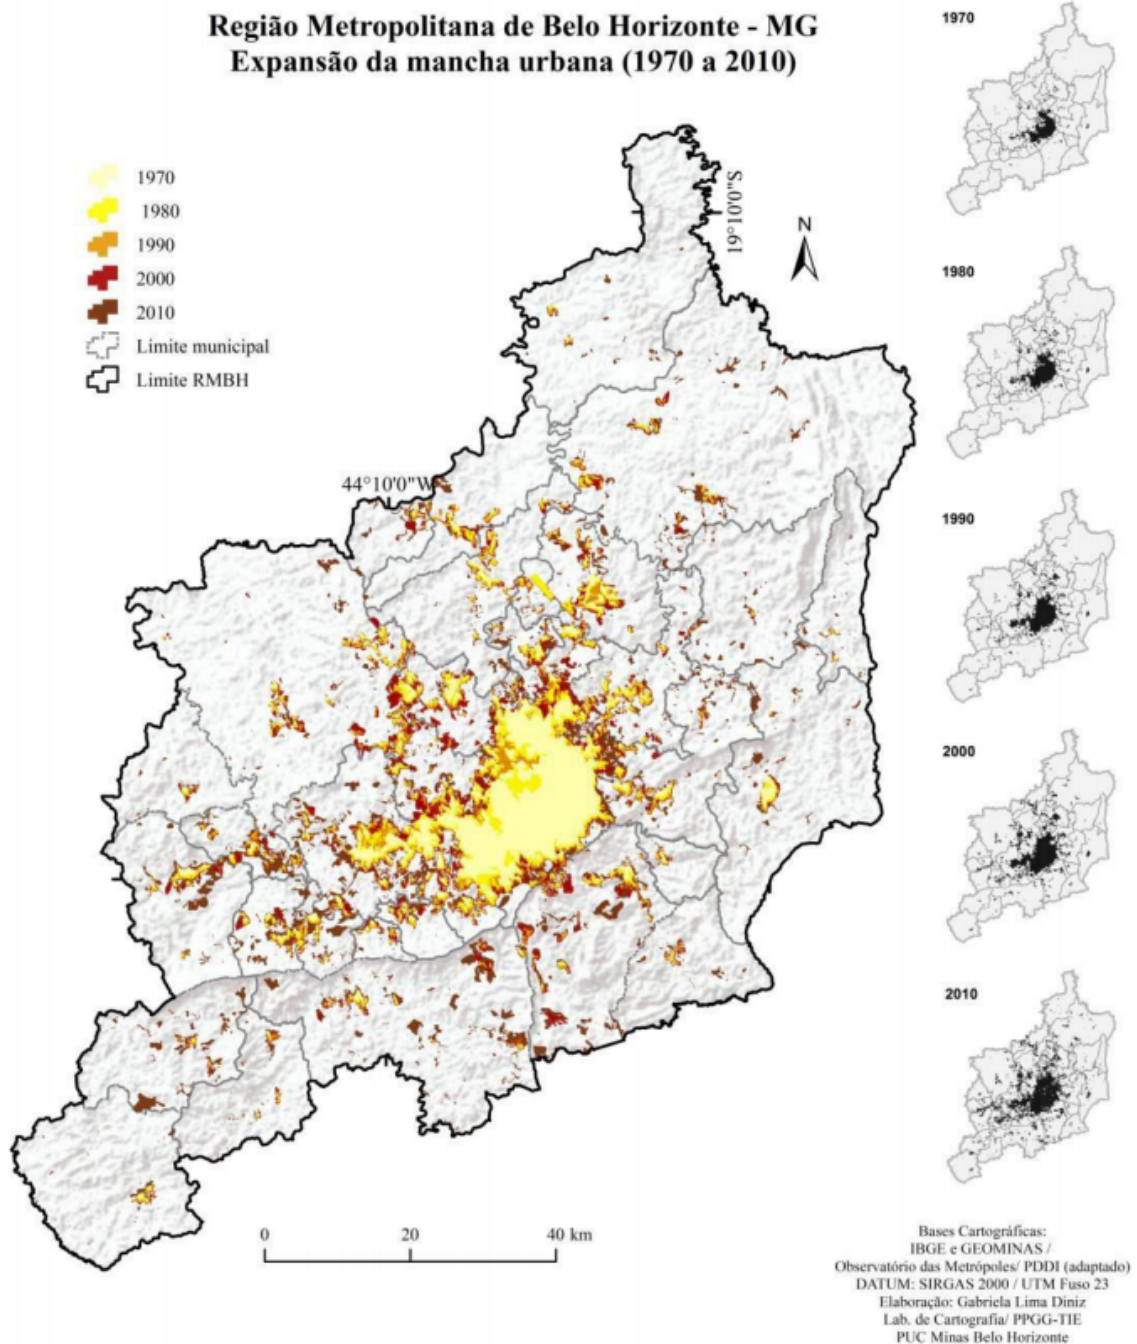 Região Metropolitana de Belo Horizonte - MG
Expansão da mancha urbana (1970 a 2010)
1970
1980
1990
2000
2010
Limite municipal
Limite RMBH
16°10'0"S
N
44°10'0"W
0 20 40 km
1970
1980
1990
2000
2010
Bases Cartográficas:
IBGE e GEOMINAS /
Observatório das Metrópoles/ PDDI (adaptado)
DATUM: SIRGAS 2000 / UTM Fuso 23
Elaboração: Gabriela Lima Diniz
Lab. de Cartografia/ PPGG-TIE
PUC Minas Belo Horizonte